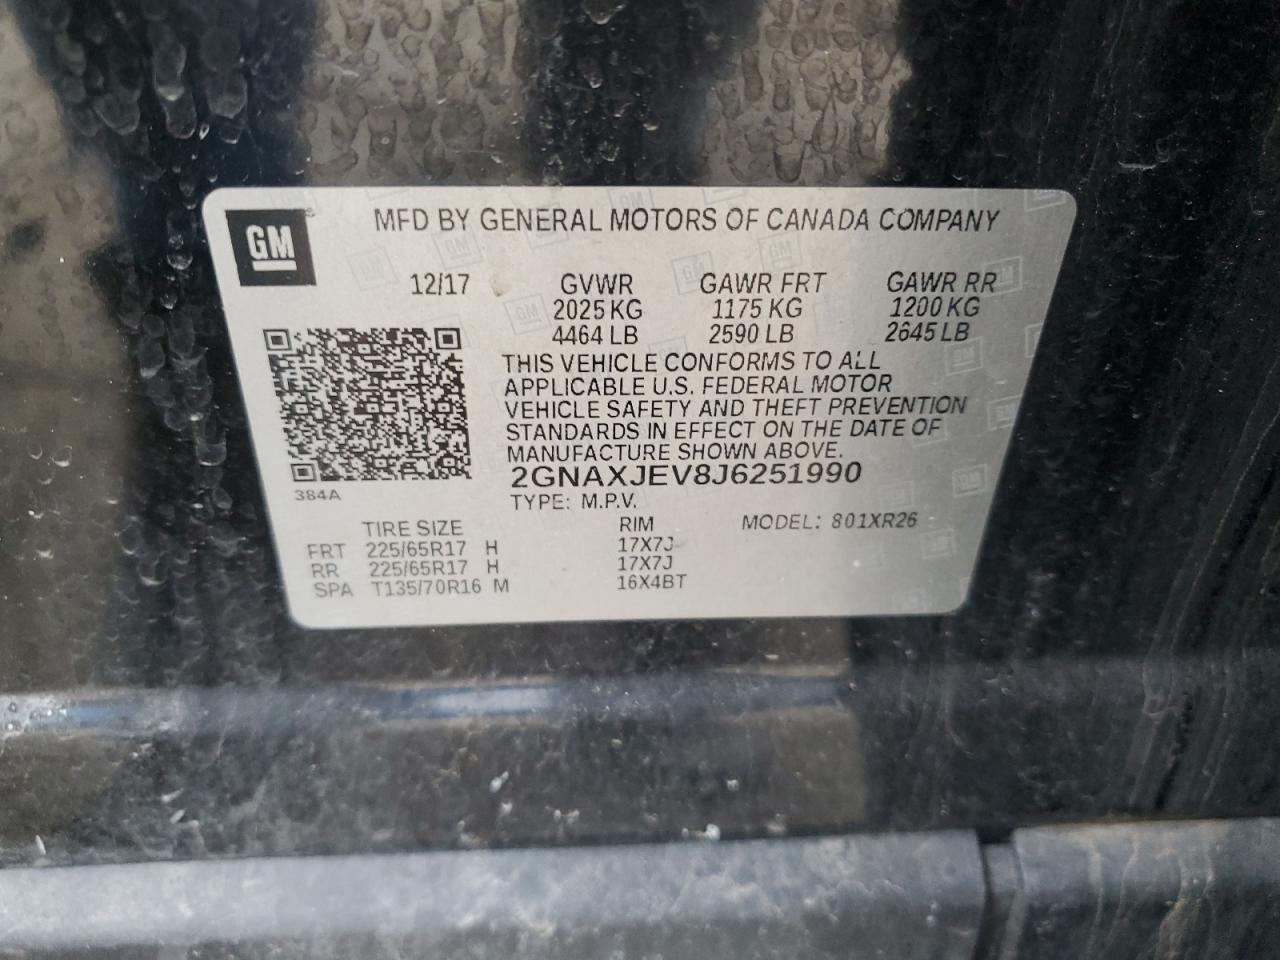 GM
MFD BY GENERAL MOTORS OF CANADA COMPANY
12/17 GVWR GAWR FRT GAWR RR
2025 KG 1175 KG 1200 KG
4464 LB 2590 LB 2645 LB
THIS VEHICLE CONFORMS TO ALL
APPLICABLE U.S. FEDERAL MOTOR
VEHICLE SAFETY AND THEFT PREVENTION
STANDARDS IN EFFECT ON THE DATE OF
MANUFACTURE SHOWN ABOVE.
2GNAXJEV8J6251990
384A
TYPE: M.P.V.
TIRE SIZE RIM MODEL: 801XR26
FRT 225/65R17 H 17X7J
RR 225/65R17 H 17X7J
SPA T135/70R16 M 16X4BT